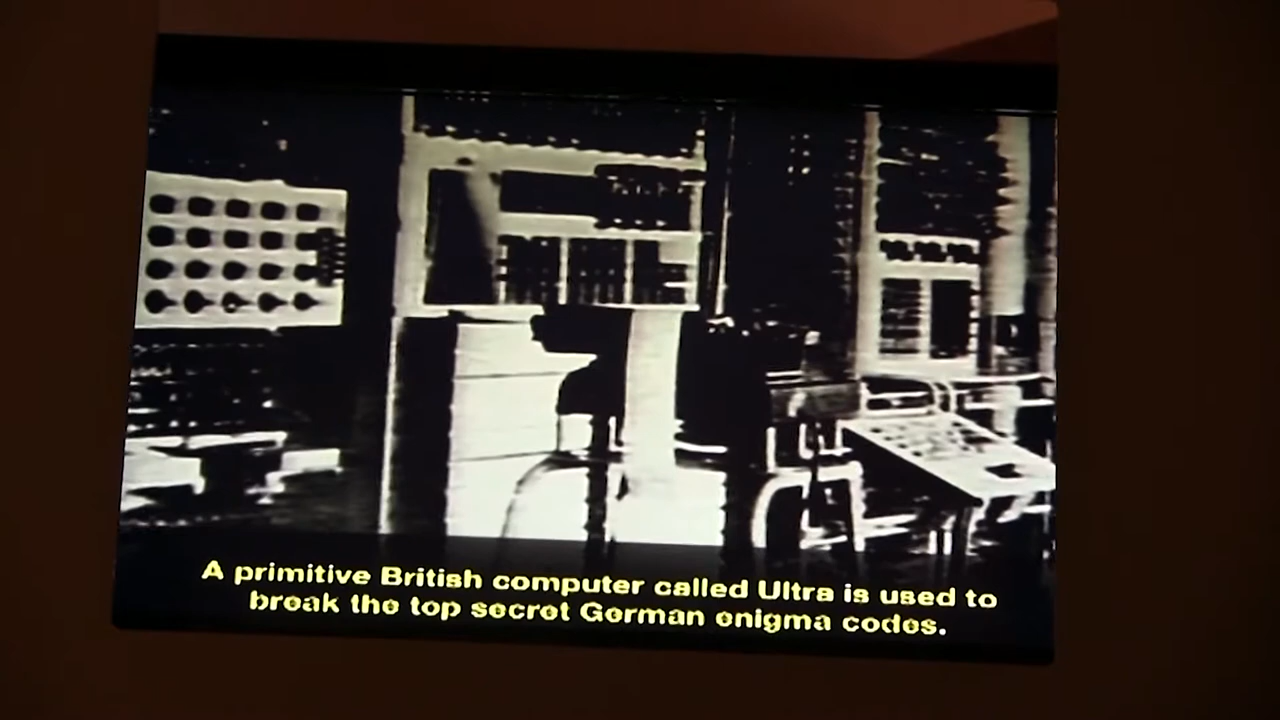 A primitive British computer called Ultra is used to
break the top secret German enigma codes.